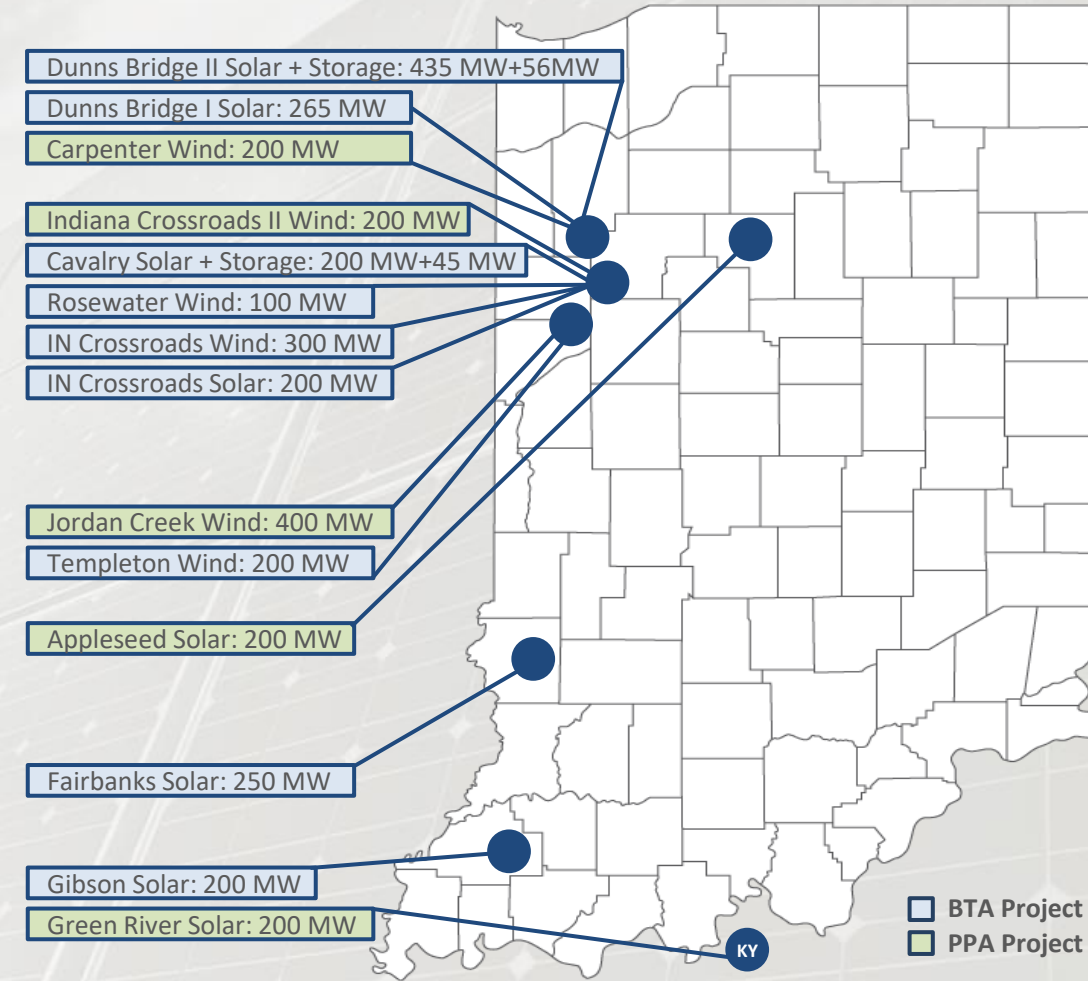 Dunns Bridge II Solar + Storage: 435 MW+56MW
Dunns Bridge I Solar: 265 MW
Carpenter Wind: 200 MW
Indiana Crossroads II Wind: 200 MW
Cavalry Solar + Storage: 200 MW+45 MW
Rosewater Wind: 100 MW
IN Crossroads Wind: 300 MW
IN Crossroads Solar: 200 MW
Jordan Creek Wind: 400 MW
Templeton Wind: 200 MW
Appleseed Solar: 200 MW
Fairbanks Solar: 250 MW
Gibson Solar: 200 MW
Green River Solar: 200 MW
KY
BTA Project
PPA Project